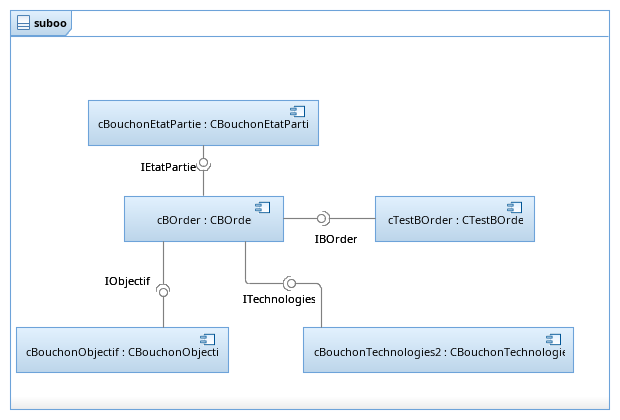 suboo
cBouchonEtatPartie : CBouchonEtatParti
IEtatPartie
cBOrder : CBOrde
cTestBOrder : CTestBOrde
IBOrder
IObjectif
ITechnologies
cBouchonObjectif : CBouchonObjecti
cBouchonTechnologies2 : CBouchonTechnologie